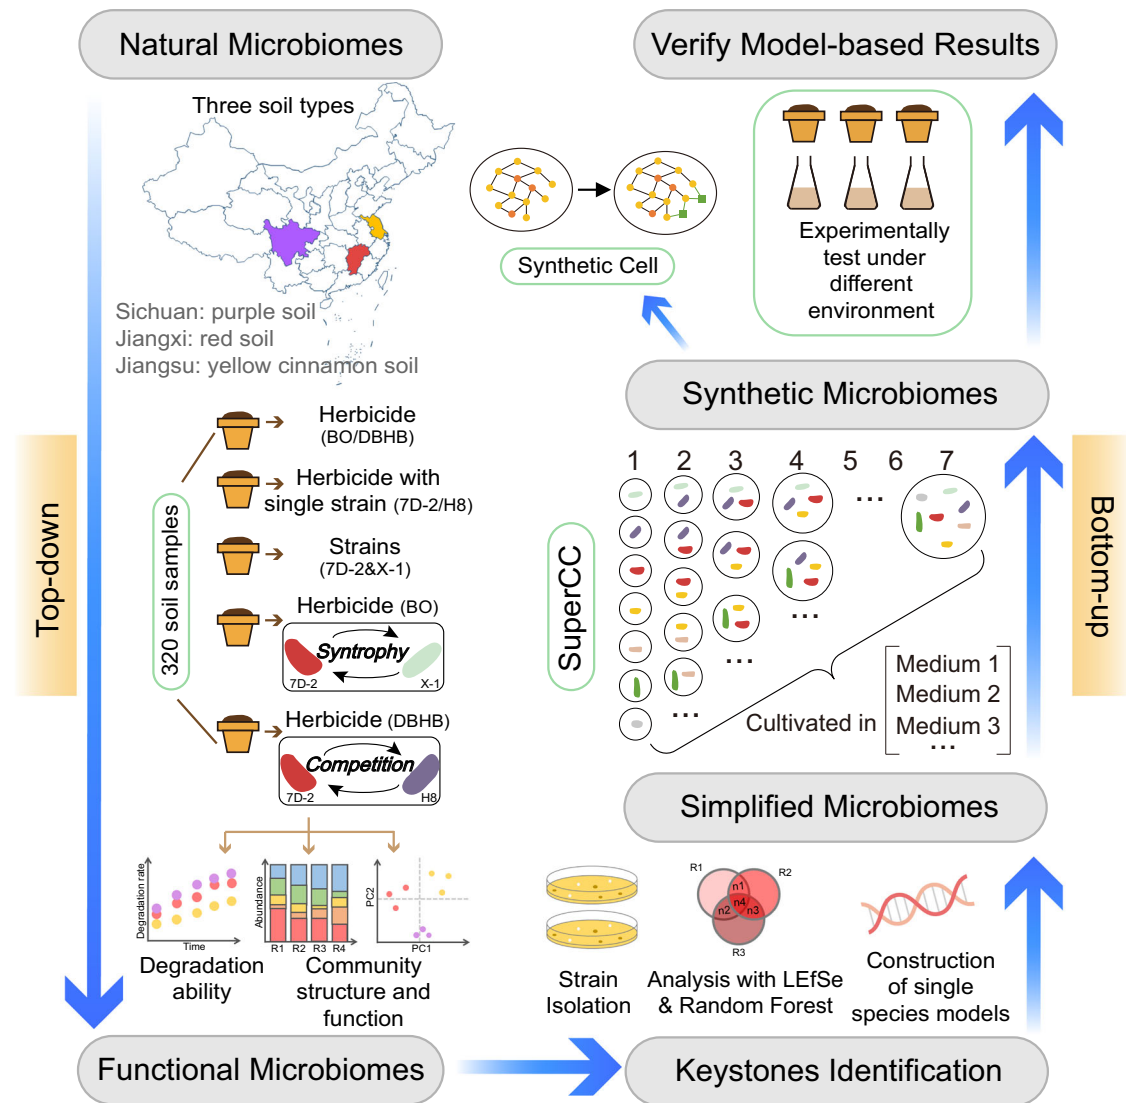 Natural Microbiomes
Three soil types
Sichuan: purple soil
Jiangxi: red soil
Jiangsu: yellow cinnamon soil
Top-down
320 soil samples
Herbicide
(BO/DBHB)
Herbicide with
single strain (7D-2/H8)
Strains
(7D-2&X-1)
Herbicide (BO)
Syntrophy
7D-2
X-1
Herbicide (DBHB)
Competition
7D-2
H8
Degradation rate
Time
Abundance
R1 R2 R3 R4
PC2
PC1
Degradation
ability
Community
structure and
function
Functional Microbiomes
Verify Model-based Results
Synthetic Cell
Experimentally
test under
different
environment
Synthetic Microbiomes
1 2 3 4 5 6 7
...
...
...
...
SuperCC
Cultivated in
Medium 1
Medium 2
Medium 3
...
Bottom-up
Simplified Microbiomes
R1
R2
n1
n4
n2
n3
R3
Strain
Isolation
Analysis with LEfSe
& Random Forest
Construction
of single
species models
Keystones Identification